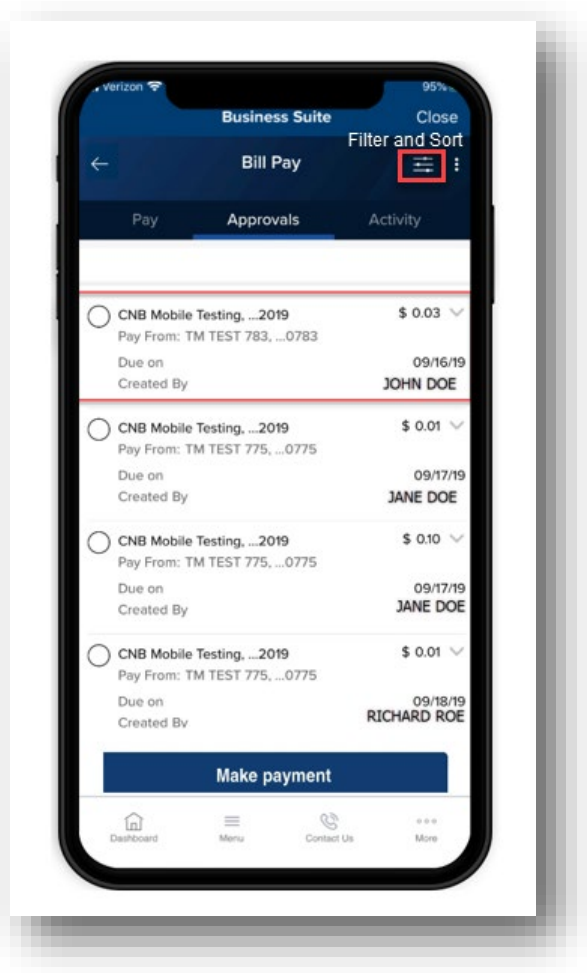 Verizon 95%
Business Suite Close
Filter and Sort
Bill Pay
Pay Approvals Activity
CNB Mobile Testing, ...2019 $ 0.03
Pay From: TM TEST 783, ...0783
Due on 09/16/19
Created By JOHN DOE
CNB Mobile Testing, ...2019 $ 0.01
Pay From: TM TEST 775, ...0775
Due on 09/17/19
Created By JANE DOE
CNB Mobile Testing, ...2019 $ 0.10
Pay From: TM TEST 775, ...0775
Due on 09/17/19
Created By JANE DOE
CNB Mobile Testing, ...2019 $ 0.01
Pay From: TM TEST 775, ...0775
Due on 09/18/19
Created By RICHARD ROE
Make payment
Dashboard Menu Contact Us More